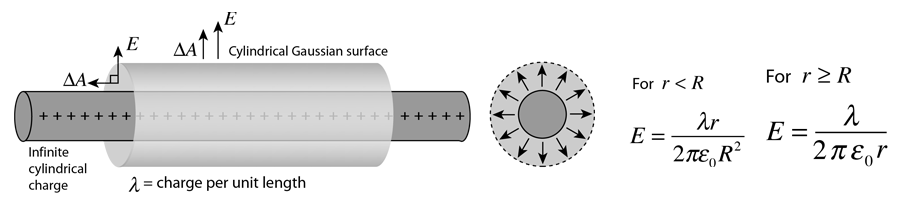 E
ΔA
E
ΔA
Cylindrical Gaussian surface
+ + + + + + + + + + + + + + + + + + + + + + + + + + + + + +
Infinite
cylindrical
charge
λ = charge per unit length
For r < R
E = λr / 2πε₀R²
For r ≥ R
E = λ / 2πε₀r